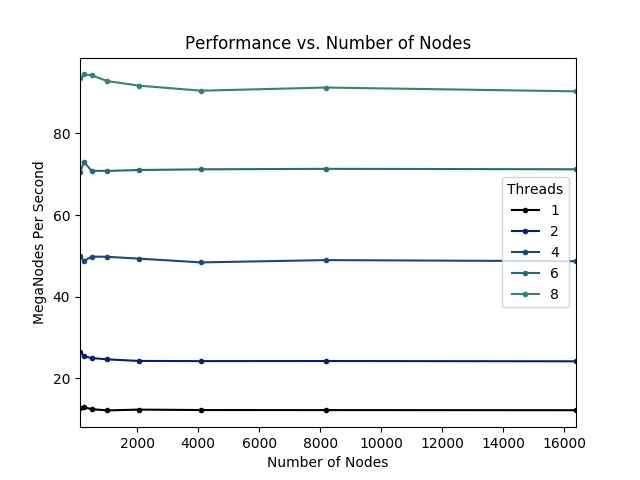 Performance vs. Number of Nodes
MegaNodes Per Second
80
60
40
20
Threads
1
2
4
6
8
2000 4000 6000 8000 10000 12000 14000 16000
Number of Nodes